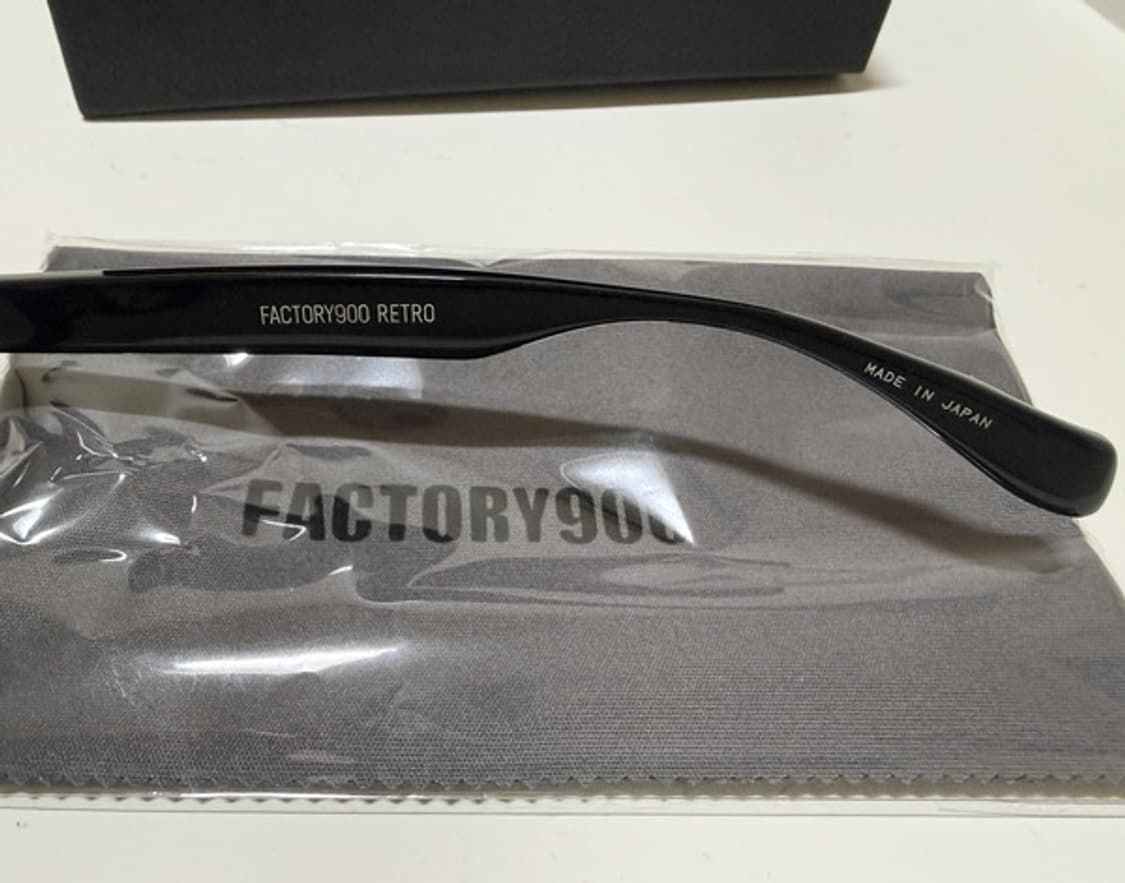 FACTORY900 RETRO
MADE IN JAPAN
FACTORY900